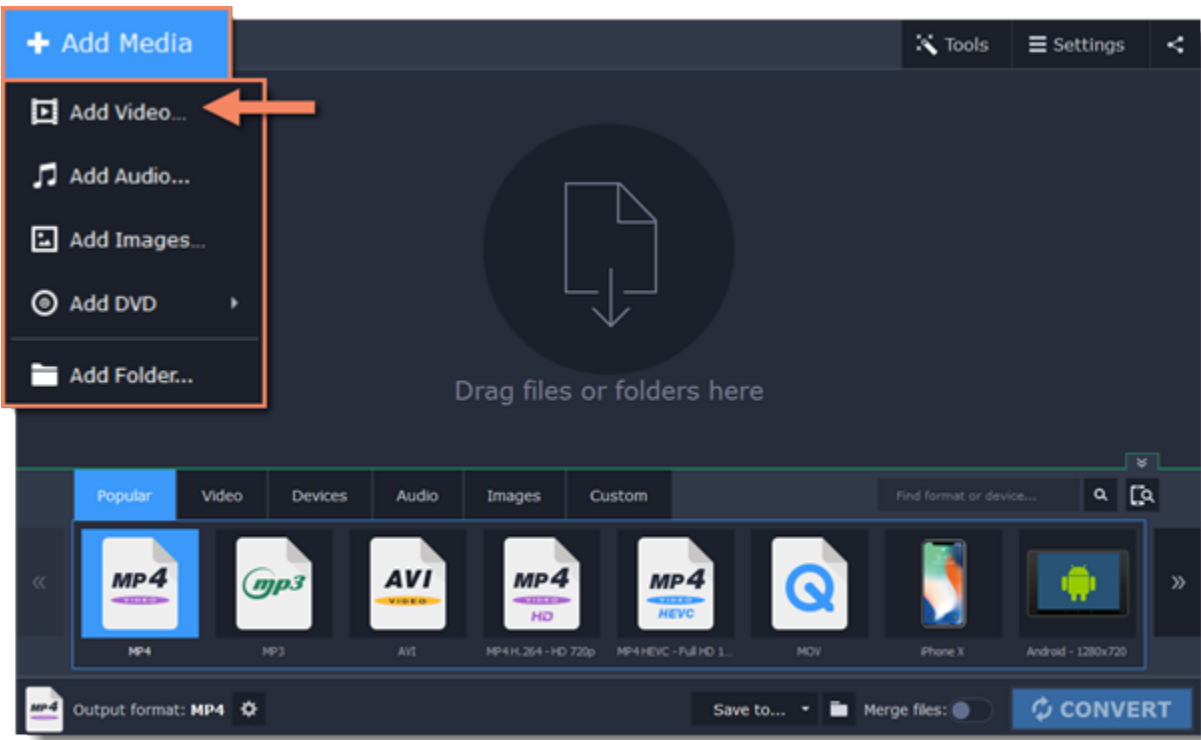 Add Media
Tools
Settings
Add Video...
Add Audio...
Add Images...
Add DVD
Add Folder...
Drag files or folders here
Popular
Video
Devices
Audio
Images
Custom
Find format or device...
MP4
VIDEO
mp3
AVI
VIDEO
MP4
VIDEO
HD
MP4
VIDEO
HEVC
MP4
MP3
AVI
MP4 H.264 - HD 720p
MP4 HEVC - Full HD 1...
MOV
iPhone X
Android - 1280x720
MP4
Output format: MP4
Save to...
Merge files:
CONVERT